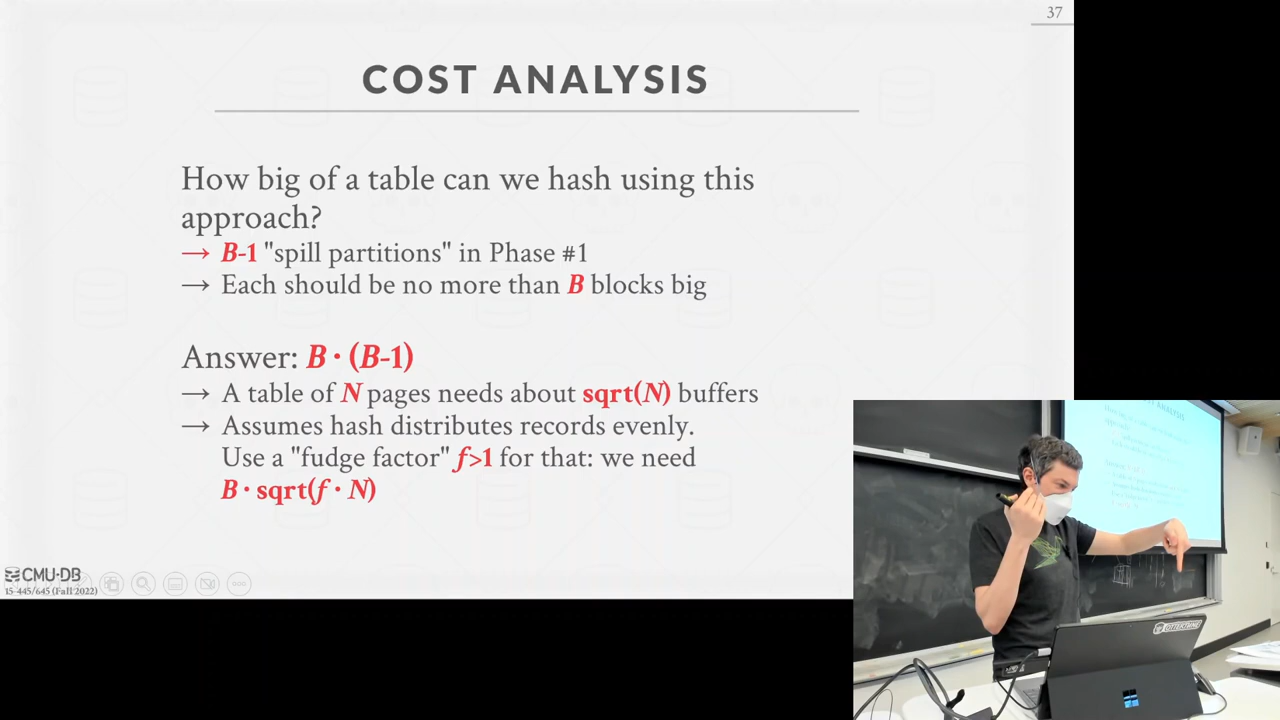 37
COST ANALYSIS
How big of a table can we hash using this
approach?
→ B-1 "spill partitions" in Phase #1
→ Each should be no more than B blocks big
Answer: B · (B-1)
→ A table of N pages needs about sqrt(N) buffers
→ Assumes hash distributes records evenly.
Use a "fudge factor" f>1 for that: we need
B · sqrt(f · N)
CMU-DB
15-445/645 (Fall 2022)